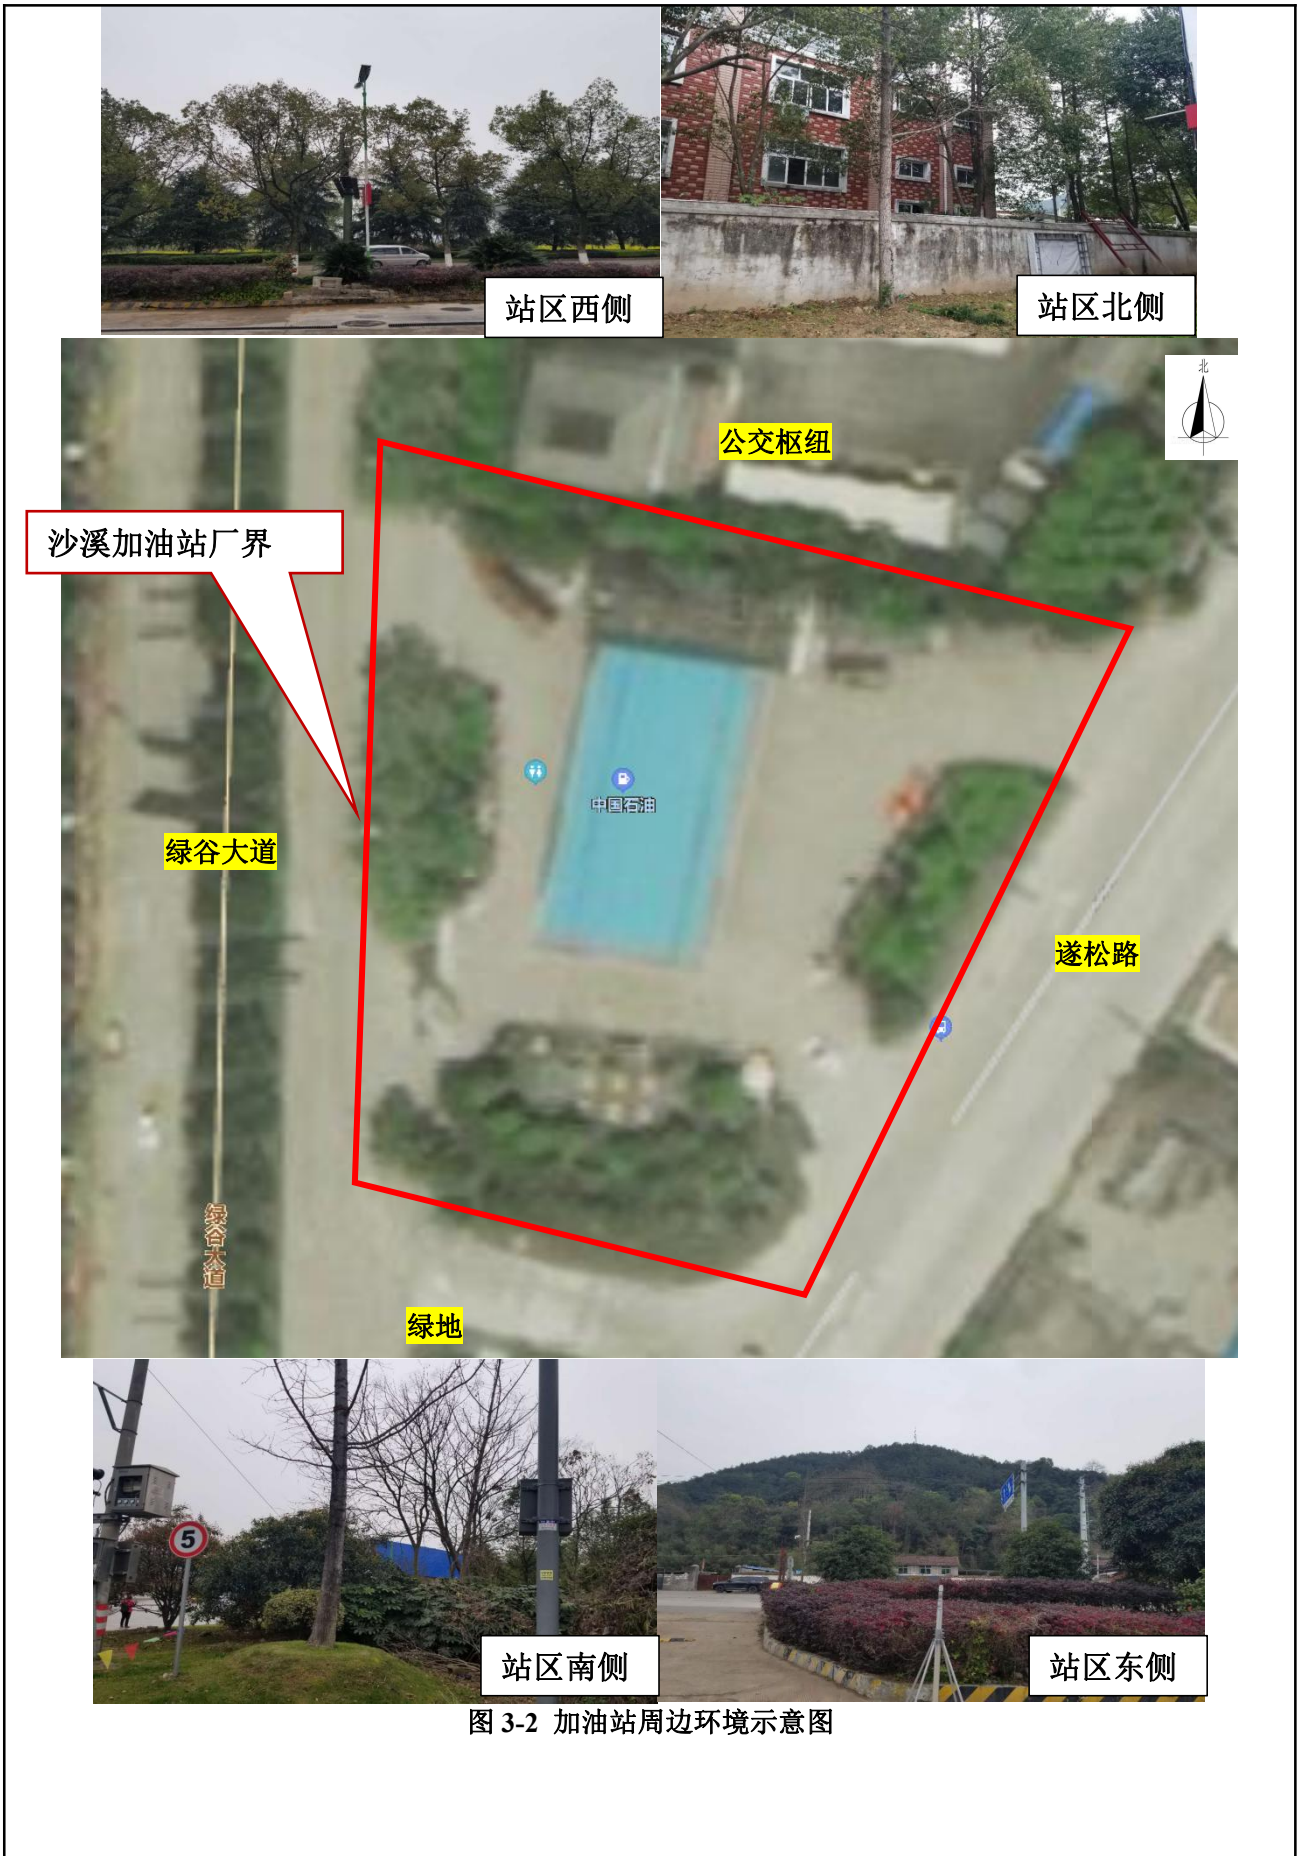 站区西侧
站区北侧
北
公交枢纽
沙溪加油站厂界
中国石油
绿谷大道
遂松路
绿谷大道
绿地
5
站区南侧
站区东侧
图 3-2 加油站周边环境示意图